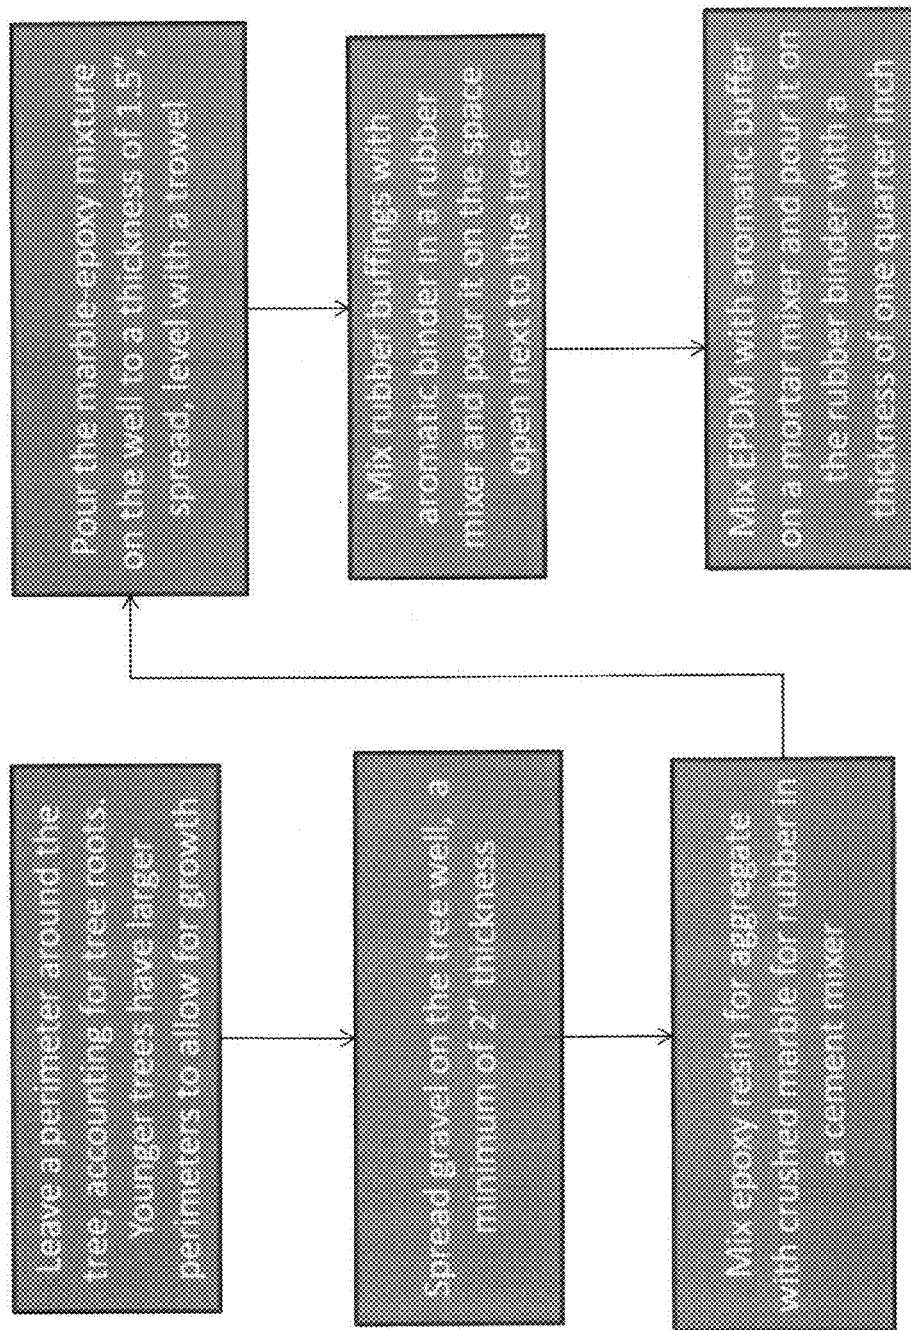 Leave a perimeter around the
tree, accounting for tree roots.
Younger trees have larger
perimeters to allow for growth
Spread gravel on the tree well, a
minimum of 2" thickness
Mix epoxy resin for aggregate
with crushed marble for rubber in
a cement mixer
Pour the marble-epoxy mixture
on the well to a thickness of 1.5",
spread, level with a trowel
Mix rubber buffings with
aromatic binder in a rubber
mixer and pour it on the space
open next to the tree
Mix EPDM with aromatic buffer
on a mortar mixer and pour it on
the rubber binder with a
thickness of one quarter inch